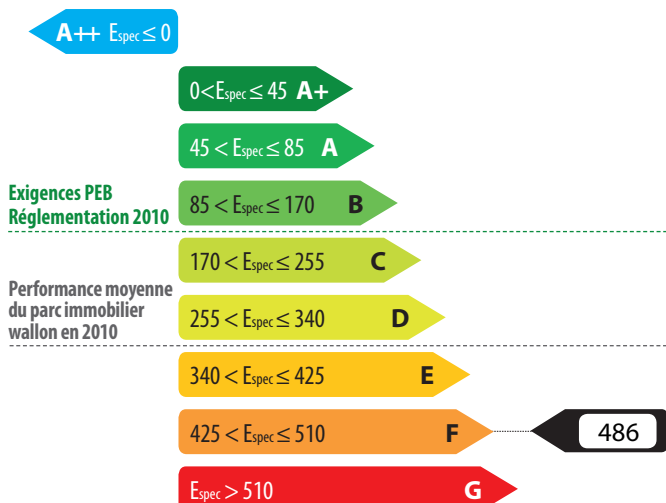 A++ Espec ≤ 0
0<Espec ≤ 45 A+
45 < Espec ≤ 85 A
Exigences PEB
Réglementation 2010
85 < Espec ≤ 170 B
170 < Espec ≤ 255 C
Performance moyenne
du parc immobilier
wallon en 2010
255 < Espec ≤ 340 D
340 < Espec ≤ 425 E
425 < Espec ≤ 510 F
486
Espec > 510 G